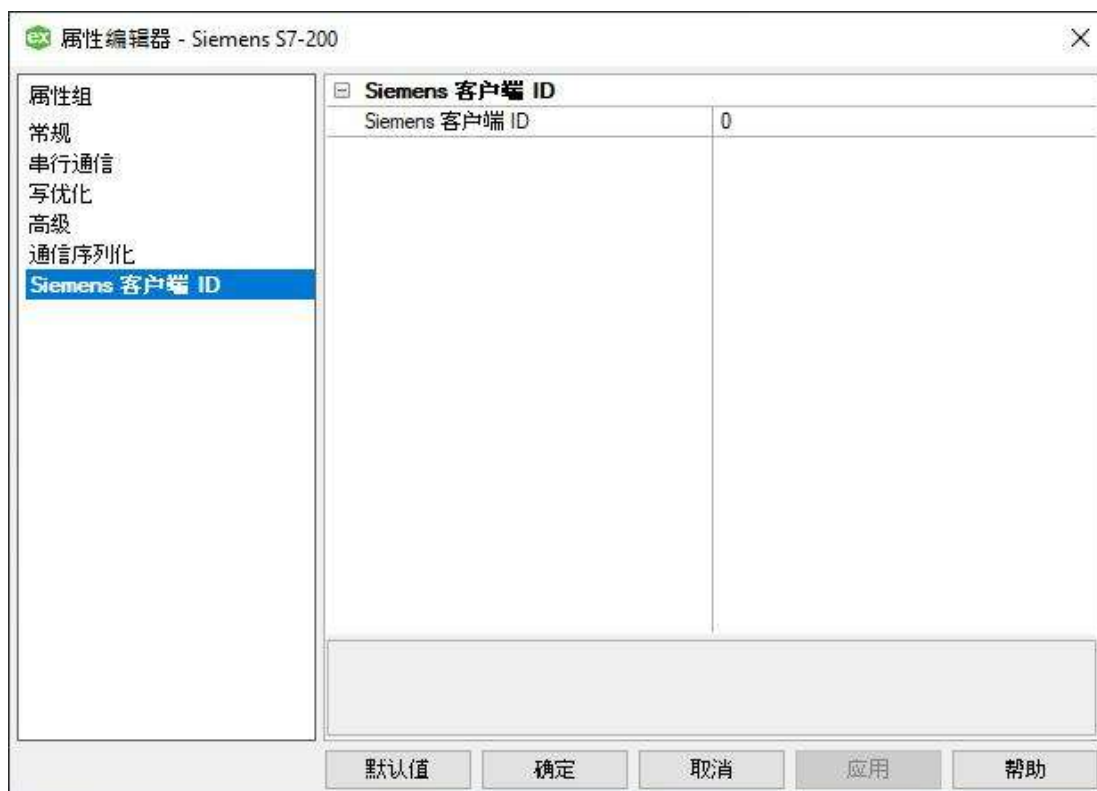 属性编辑器 - Siemens S7-200
属性组
常规
串行通信
写优化
高级
通信序列化
Siemens 客户端 ID
Siemens 客户端 ID
Siemens 客户端 ID 0
默认值 确定 取消 应用 帮助